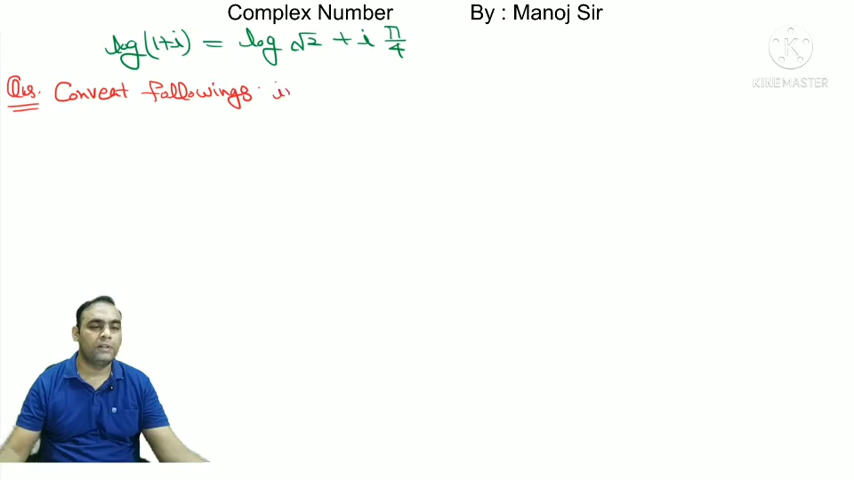 Complex Number By : Manoj Sir
log(1+i) = log √2 + i π/4
KINEMASTER
Qus. Convert followings